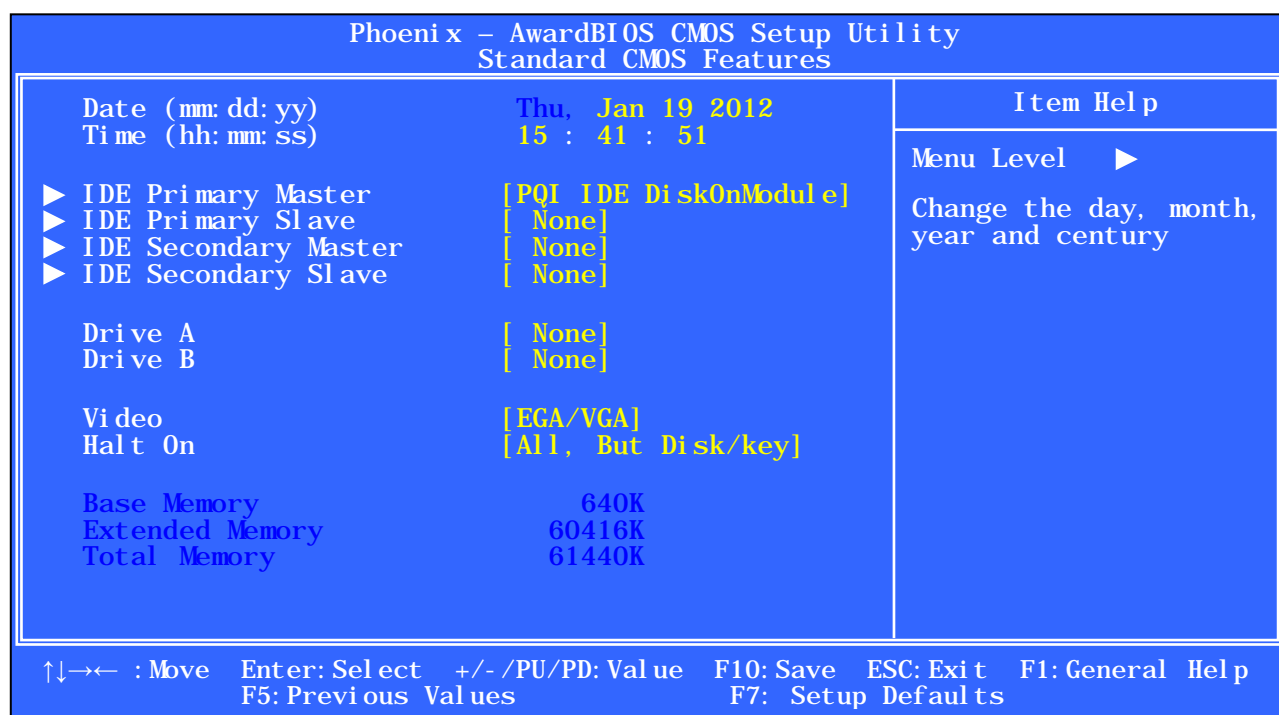 Phoenix – AwardBIOS CMOS Setup Utility
Standard CMOS Features
Date (mm:dd:yy) Thu, Jan 19 2012
Time (hh:mm:ss) 15 : 41 : 51
▶ IDE Primary Master [PQI IDE DiskOnModule]
▶ IDE Primary Slave [ None]
▶ IDE Secondary Master [ None]
▶ IDE Secondary Slave [ None]
Drive A [ None]
Drive B [ None]
Video [EGA/VGA]
Halt On [All, But Disk/key]
Base Memory 640K
Extended Memory 60416K
Total Memory 61440K
Item Help
Menu Level ▶
Change the day, month,
year and century
↑↓→← :Move Enter:Select +/-/PU/PD:Value F10:Save ESC:Exit F1:General Help
F5:Previous Values F7: Setup Defaults